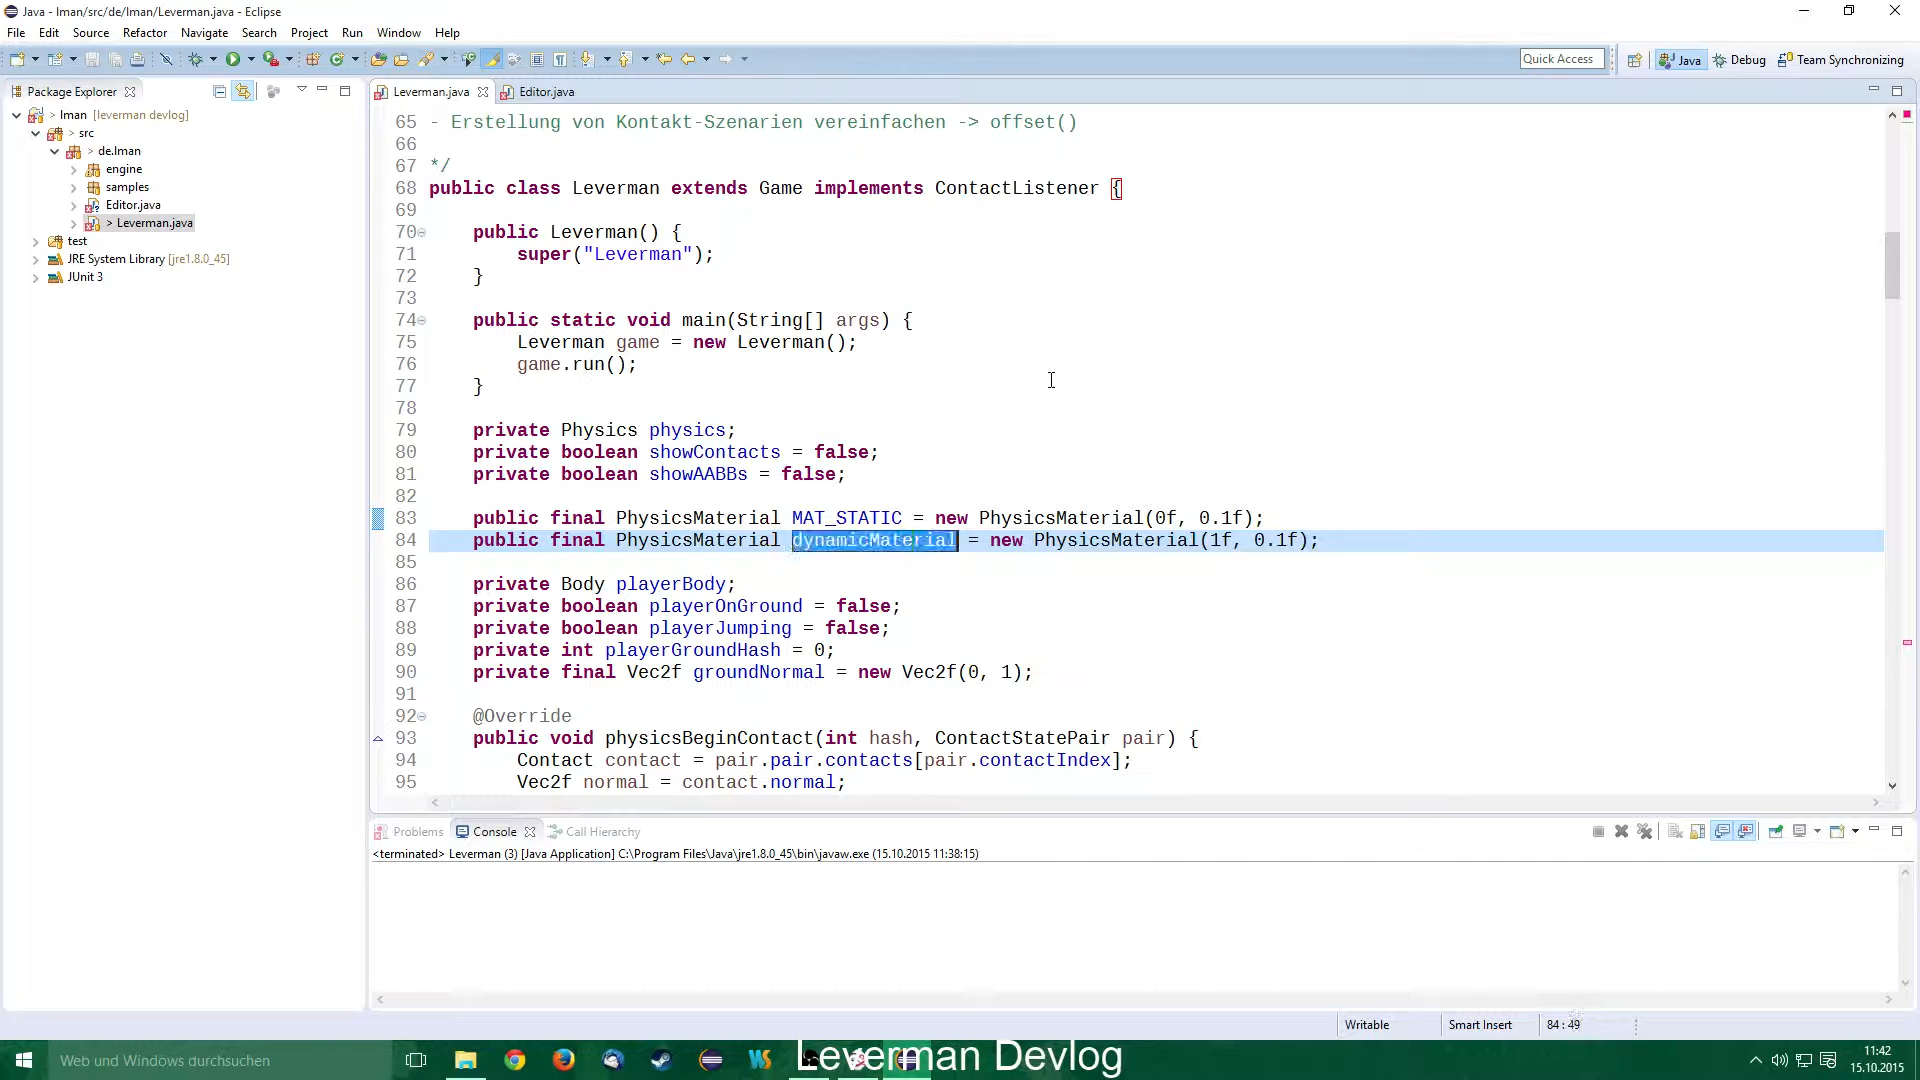 Java - lman/src/de/lman/Leverman.java - Eclipse
File Edit Source Refactor Navigate Search Project Run Window Help
Quick Access Java Debug Team Synchronizing
Package Explorer Leverman.java Editor.java
> lman [leverman devlog]
> src
> de.lman
engine
samples
Editor.java
> Leverman.java
test
JRE System Library [jre1.8.0_45]
JUnit 3
65 - Erstellung von Kontakt-Szenarien vereinfachen -> offset()
66
67 */
68 public class Leverman extends Game implements ContactListener {
69
70 public Leverman() {
71 super("Leverman");
72 }
73
74 public static void main(String[] args) {
75 Leverman game = new Leverman();
76 game.run();
77 }
78
79 private Physics physics;
80 private boolean showContacts = false;
81 private boolean showAABBs = false;
82
83 public final PhysicsMaterial MAT_STATIC = new PhysicsMaterial(0f, 0.1f);
84 public final PhysicsMaterial dynamicMaterial = new PhysicsMaterial(1f, 0.1f);
85
86 private Body playerBody;
87 private boolean playerOnGround = false;
88 private boolean playerJumping = false;
89 private int playerGroundHash = 0;
90 private final Vec2f groundNormal = new Vec2f(0, 1);
91
92 @Override
93 public void physicsBeginContact(int hash, ContactStatePair pair) {
94 Contact contact = pair.pair.contacts[pair.contactIndex];
95 Vec2f normal = contact.normal;
Problems Console Call Hierarchy
<terminated> Leverman (3) [Java Application] C:\Program Files\Java\jre1.8.0_45\bin\javaw.exe (15.10.2015 11:38:15)
Writable Smart Insert 84 : 49
Web und Windows durchsuchen
Leverman Devlog
11:42
15.10.2015